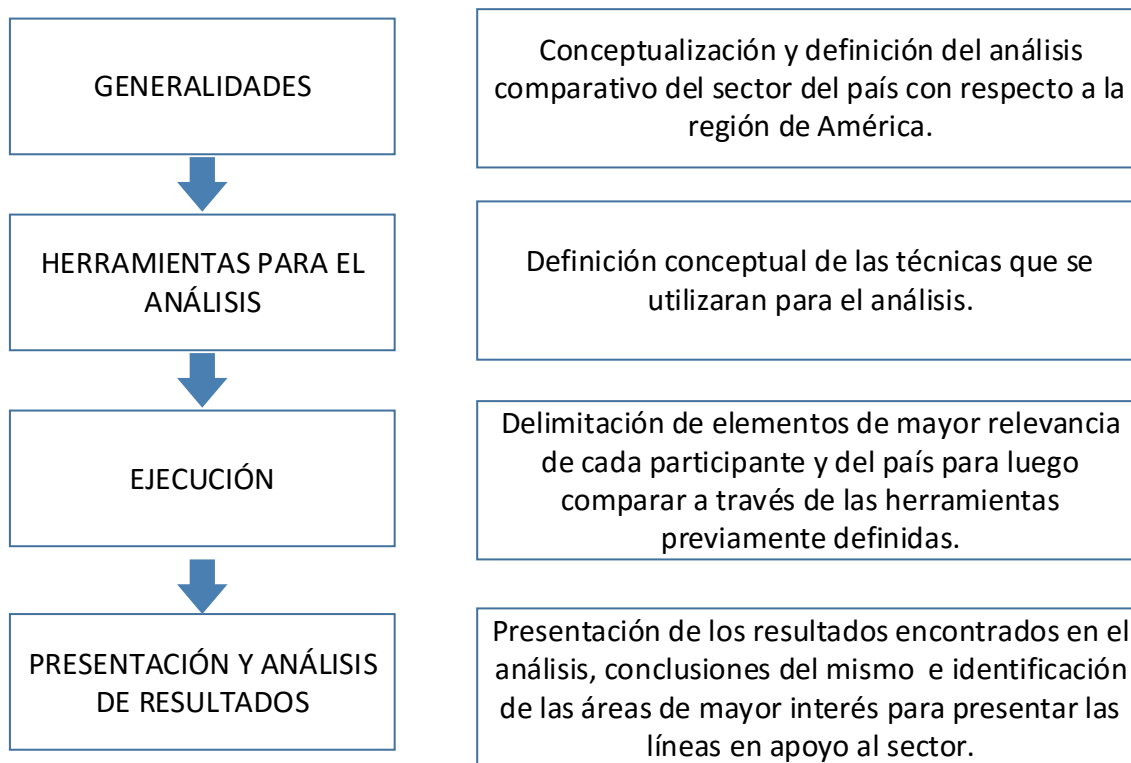 GENERALIDADES
Conceptualización y definición del análisis
comparativo del sector del país con respecto a la
región de América.
HERRAMIENTAS PARA EL
ANÁLISIS
Definición conceptual de las técnicas que se
utilizaran para el análisis.
EJECUCIÓN
Delimitación de elementos de mayor relevancia
de cada participante y del país para luego
comparar a través de las herramientas
previamente definidas.
PRESENTACIÓN Y ANÁLISIS
DE RESULTADOS
Presentación de los resultados encontrados en el
análisis, conclusiones del mismo e identificación
de las áreas de mayor interés para presentar las
líneas en apoyo al sector.